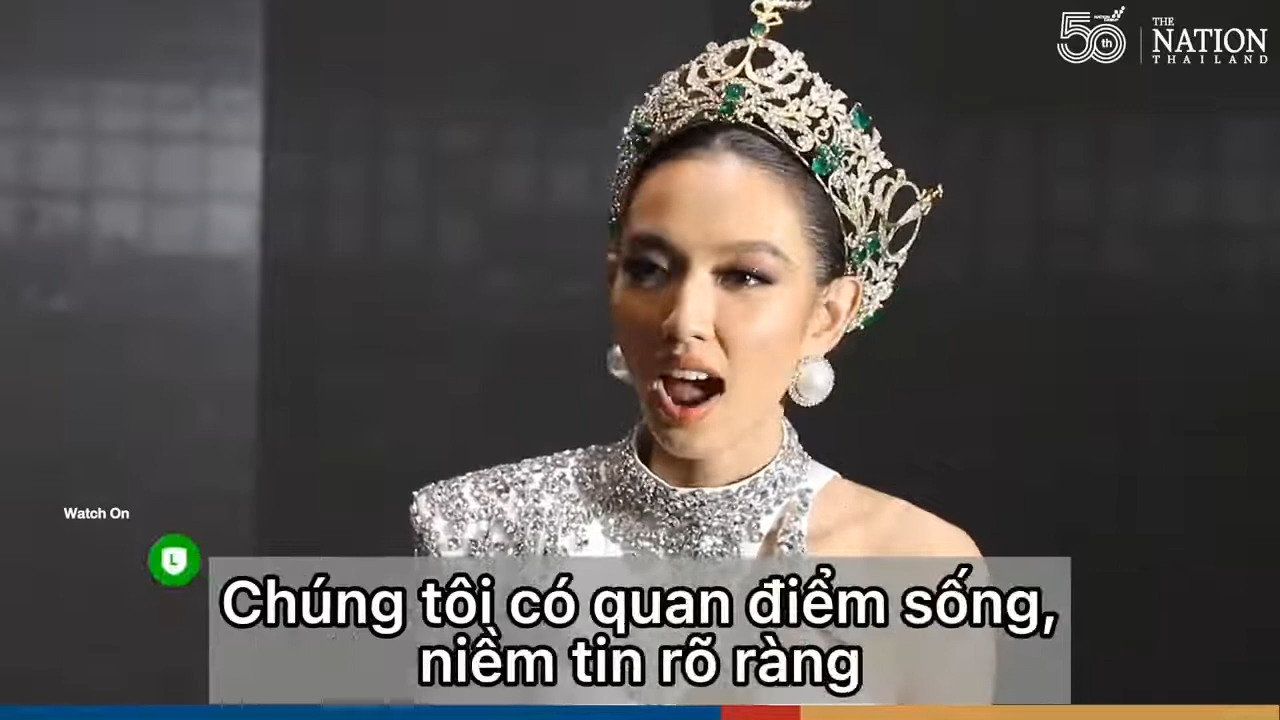 50th
THE
NATION
THAILAND
Watch On
L
Chúng tôi có quan điểm sống,
niềm tin rõ ràng